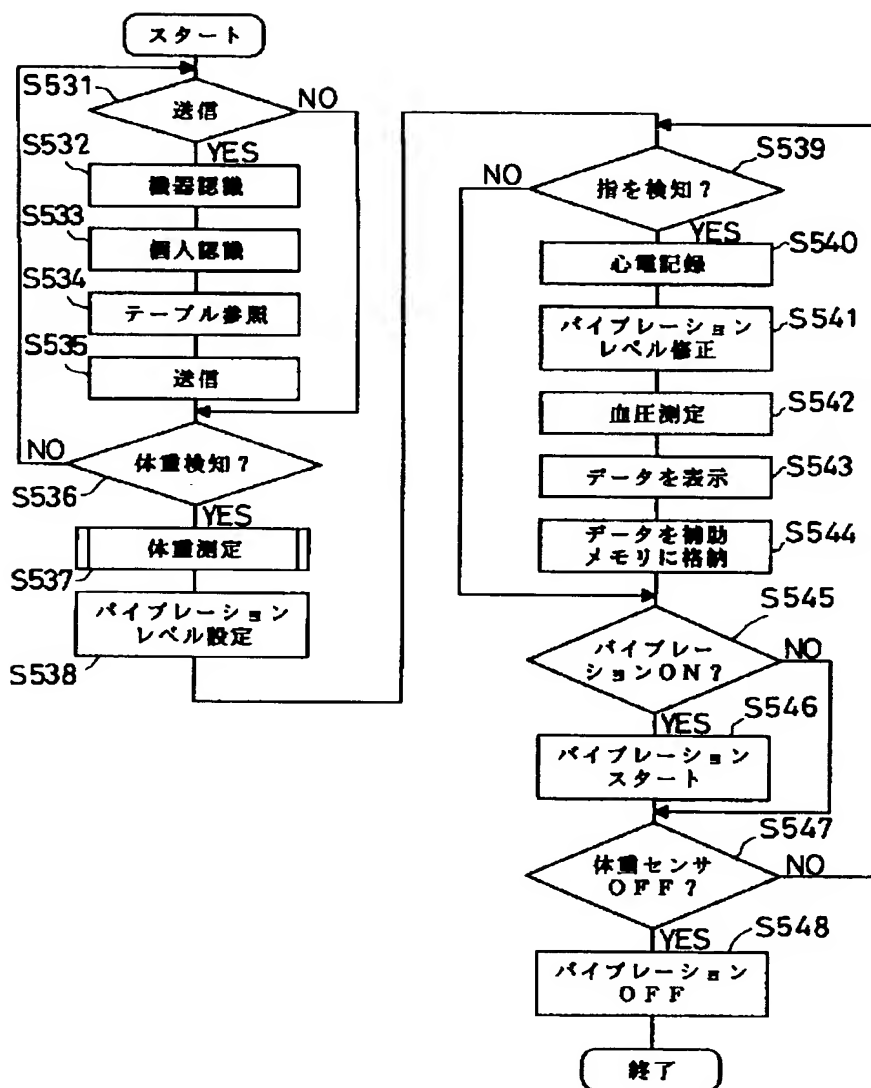 スタート
S531
送信
NO
YES
S532
機器認識
S533
個人認識
S534
テーブル参照
S535
送信
NO
体重検知?
S536
YES
体重測定
S537
バイブレーション
レベル設定
S538
S539
NO
指を検知?
YES
S540
心電記録
バイブレーション
レベル修正
S541
血圧測定
S542
データを表示
S543
データを補助
メモリに格納
S544
S545
バイブレー
ションON?
NO
YES
S546
バイブレーション
スタート
S547
体重センサ
OFF?
NO
YES
S548
バイブレーション
OFF
終了